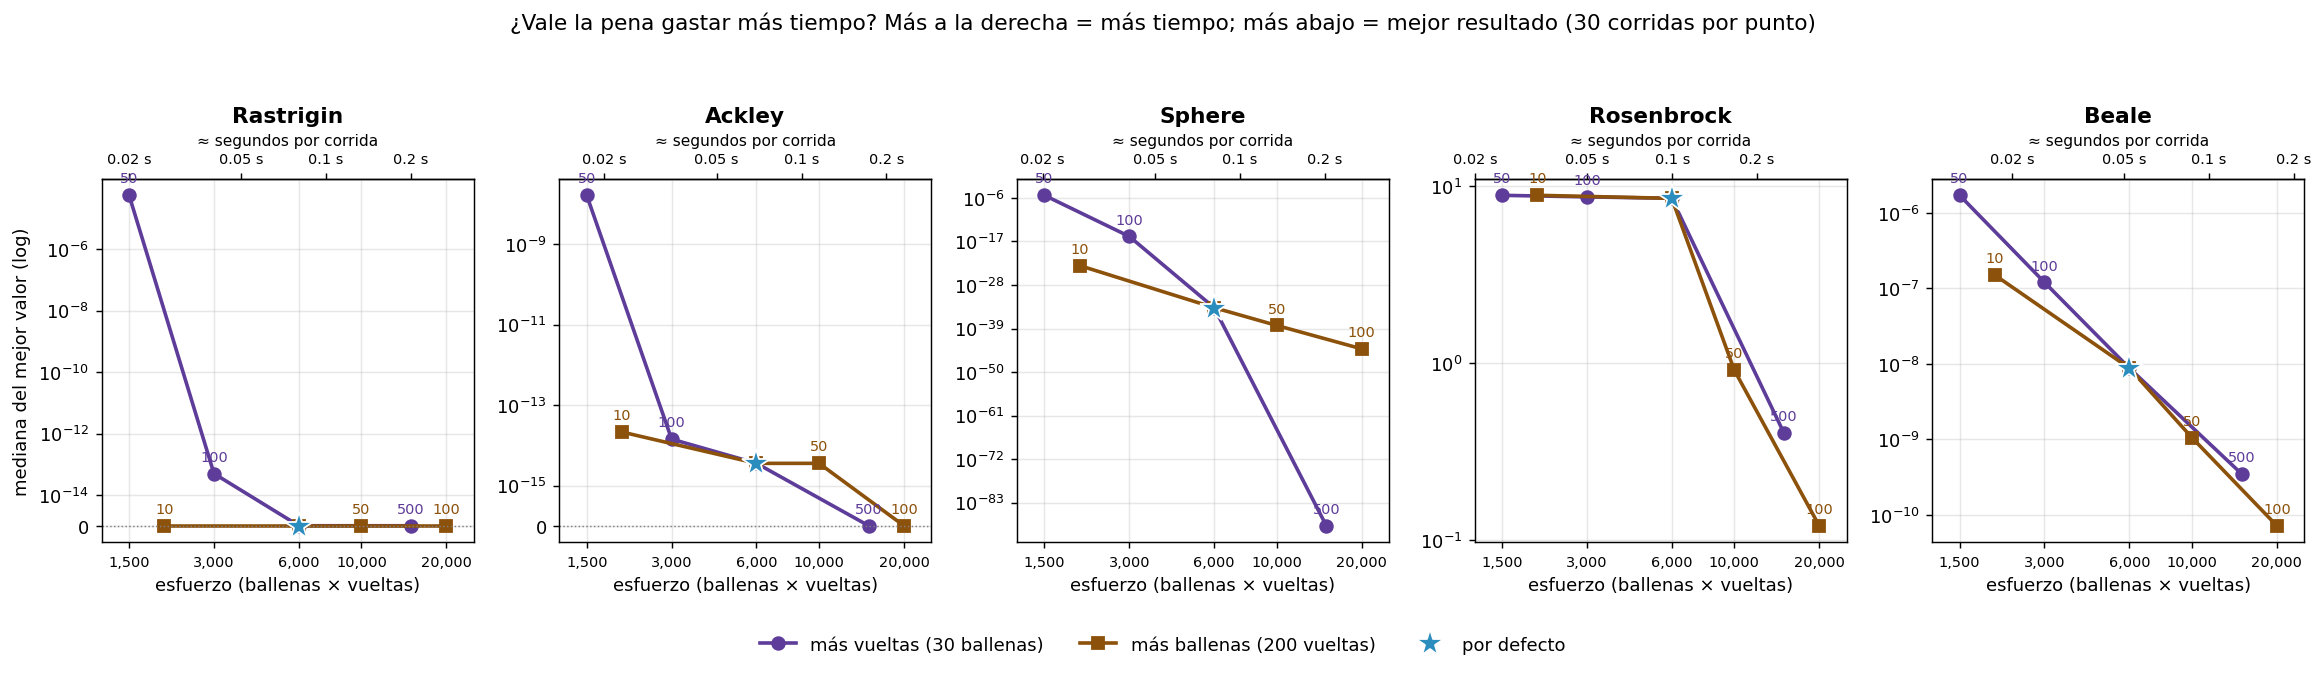 ¿Vale la pena gastar más tiempo? Más a la derecha = más tiempo; más abajo = mejor resultado (30 corridas por punto)
Rastrigin
≈ segundos por corrida
0.02 s 0.05 s 0.1 s 0.2 s
mediana del mejor valor (log)
10⁻⁶
10⁻⁸
10⁻¹⁰
10⁻¹²
10⁻¹⁴
0
50
100
10 50 500 100
1,500 3,000 6,000 10,000 20,000
esfuerzo (ballenas × vueltas)
Ackley
≈ segundos por corrida
0.02 s 0.05 s 0.1 s 0.2 s
10⁻⁹
10⁻¹¹
10⁻¹³
10⁻¹⁵
0
50
10
100
50
500 100
1,500 3,000 6,000 10,000 20,000
esfuerzo (ballenas × vueltas)
Sphere
≈ segundos por corrida
0.02 s 0.05 s 0.1 s 0.2 s
10⁻⁶
10⁻¹⁷
10⁻²⁸
10⁻³⁹
10⁻⁵⁰
10⁻⁶¹
10⁻⁷²
10⁻⁸³
50
100
10
50
100
500
1,500 3,000 6,000 10,000 20,000
esfuerzo (ballenas × vueltas)
Rosenbrock
≈ segundos por corrida
0.02 s 0.05 s 0.1 s 0.2 s
10¹
10⁰
10⁻¹
50 10 100
50
500
100
1,500 3,000 6,000 10,000 20,000
esfuerzo (ballenas × vueltas)
Beale
≈ segundos por corrida
0.02 s 0.05 s 0.1 s 0.2 s
10⁻⁶
10⁻⁷
10⁻⁸
10⁻⁹
10⁻¹⁰
50
10
100
50
500
100
1,500 3,000 6,000 10,000 20,000
esfuerzo (ballenas × vueltas)
más vueltas (30 ballenas) más ballenas (200 vueltas) por defecto